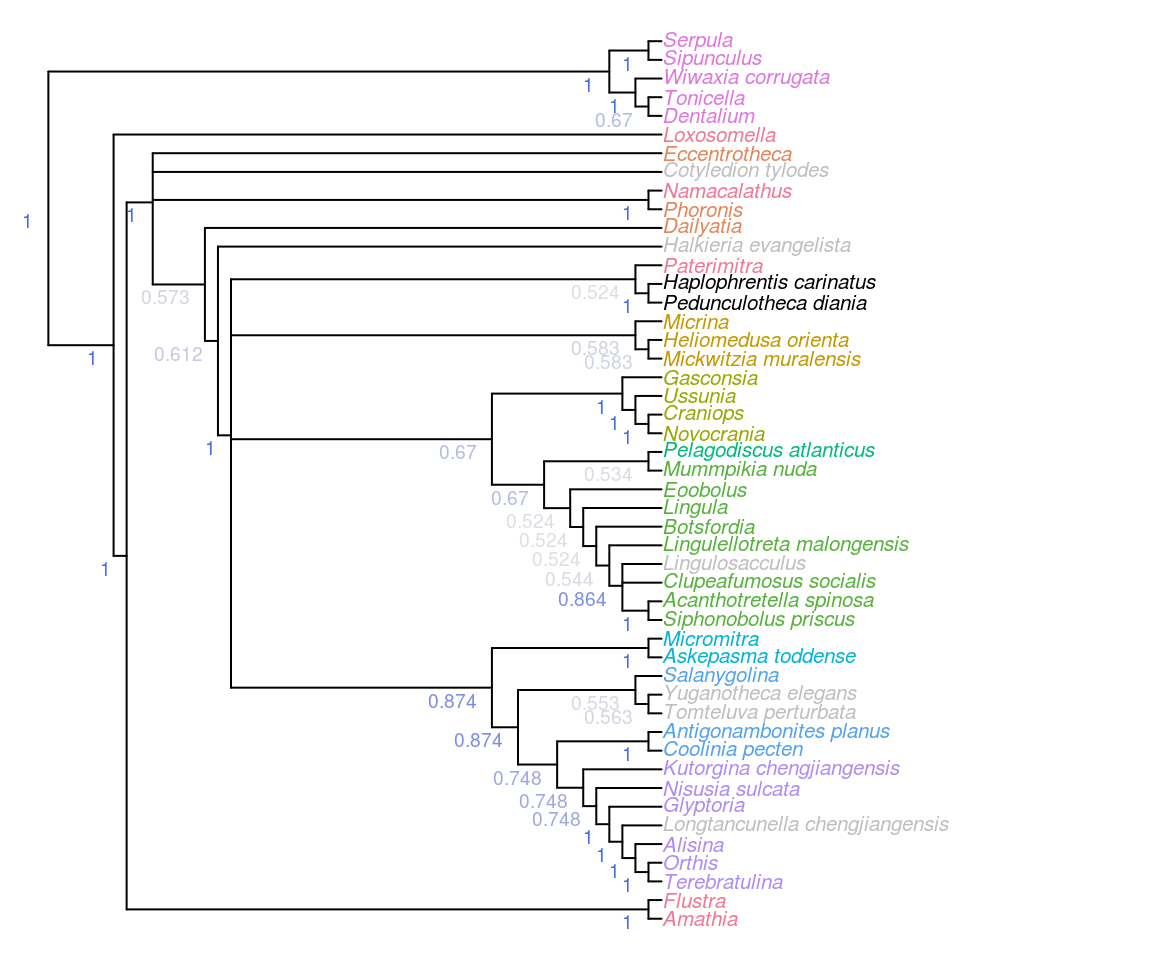 Serpula
1
Sipunculus
Wiwaxia corrugata
1
Tonicella
1
Dentalium
0.67
Loxosomella
Eccentrotheca
Cotyledion tylodes
Namacalathus
Phoronis
1
1
1
Dailyatia
Halkieria evangelista
Paterimitra
Haplophrentis carinatus
0.524
0.573
Pedunculotheca diania
1
Micrina
Heliomedusa orienta
0.583
0.612
1
Mickwitzia muralensis
0.583
Gasconsia
Ussunia
1
Craniops
1
Novocrania
1
1
0.67
Pelagodiscus atlanticus
Mummpikia nuda
0.534
Eoobolus
0.67
Lingula
0.524
Botsfordia
0.524
Lingulellotreta malongensis
0.524
Lingulosacculus
1
0.544
Clupeafumosus socialis
0.864
Acanthotretella spinosa
Siphonobolus priscus
1
Micromitra
Askepasma toddense
1
Salanygolina
Yuganotheca elegans
0.874
0.553
Tomteluva perturbata
0.563
Antigonambonites planus
0.874
Coolinia pecten
1
Kutorgina chengjiangensis
0.748
Nisusia sulcata
0.748
Glyptoria
0.748
Longtancunella chengjiangensis
1
Alisina
1
Orthis
1
Terebratulina
1
Flustra
Amathia
1